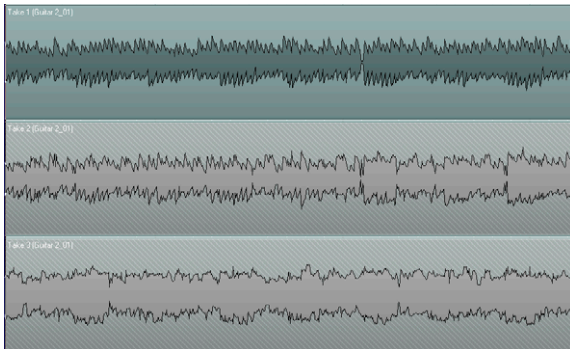 Take 1 (Guitar 2_01)
Take 2 (Guitar 2_01)
Take 3 (Guitar 2_01)